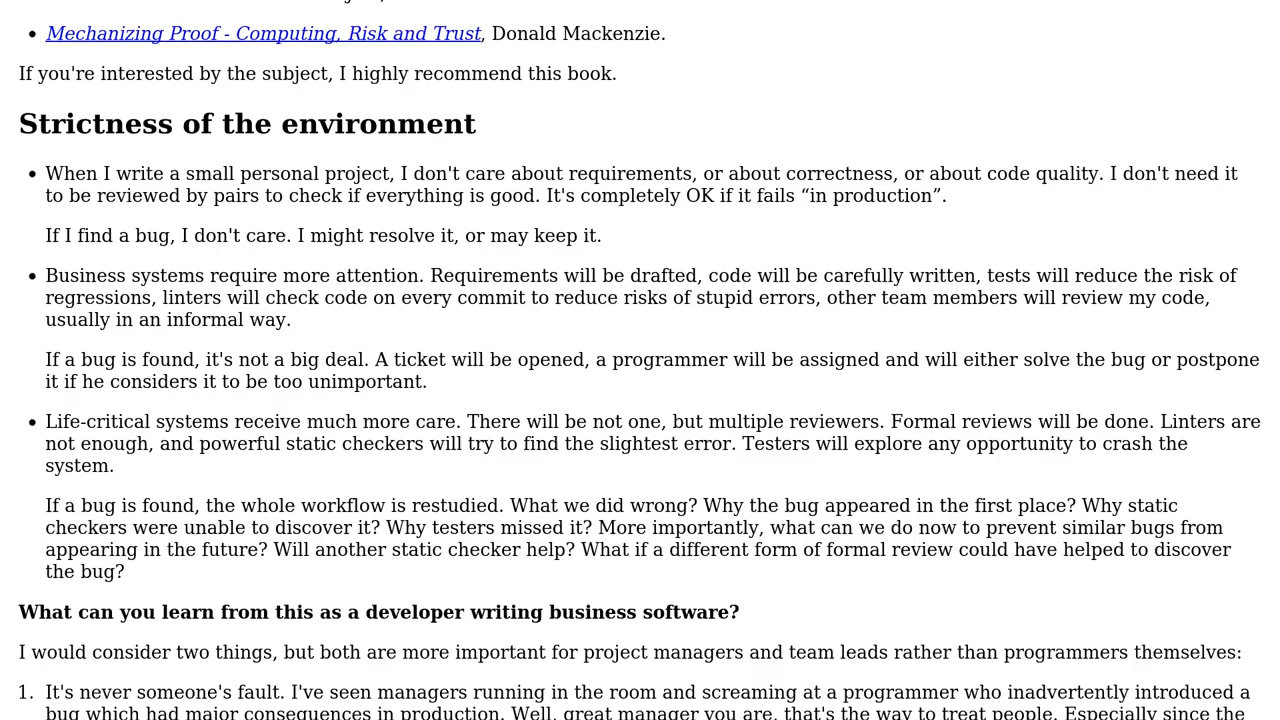 • Mechanizing Proof - Computing, Risk and Trust, Donald Mackenzie.
If you're interested by the subject, I highly recommend this book.
Strictness of the environment
• When I write a small personal project, I don't care about requirements, or about correctness, or about code quality. I don't need it
to be reviewed by pairs to check if everything is good. It's completely OK if it fails “in production”.
If I find a bug, I don't care. I might resolve it, or may keep it.
• Business systems require more attention. Requirements will be drafted, code will be carefully written, tests will reduce the risk of
regressions, linters will check code on every commit to reduce risks of stupid errors, other team members will review my code,
usually in an informal way.
If a bug is found, it's not a big deal. A ticket will be opened, a programmer will be assigned and will either solve the bug or postpone
it if he considers it to be too unimportant.
• Life-critical systems receive much more care. There will be not one, but multiple reviewers. Formal reviews will be done. Linters are
not enough, and powerful static checkers will try to find the slightest error. Testers will explore any opportunity to crash the
system.
If a bug is found, the whole workflow is restudied. What we did wrong? Why the bug appeared in the first place? Why static
checkers were unable to discover it? Why testers missed it? More importantly, what can we do now to prevent similar bugs from
appearing in the future? Will another static checker help? What if a different form of formal review could have helped to discover
the bug?
What can you learn from this as a developer writing business software?
I would consider two things, but both are more important for project managers and team leads rather than programmers themselves:
1. It's never someone's fault. I've seen managers running in the room and screaming at a programmer who inadvertently introduced a
bug which had major consequences in production. Well, great manager you are, that's the way to treat people. Especially since the